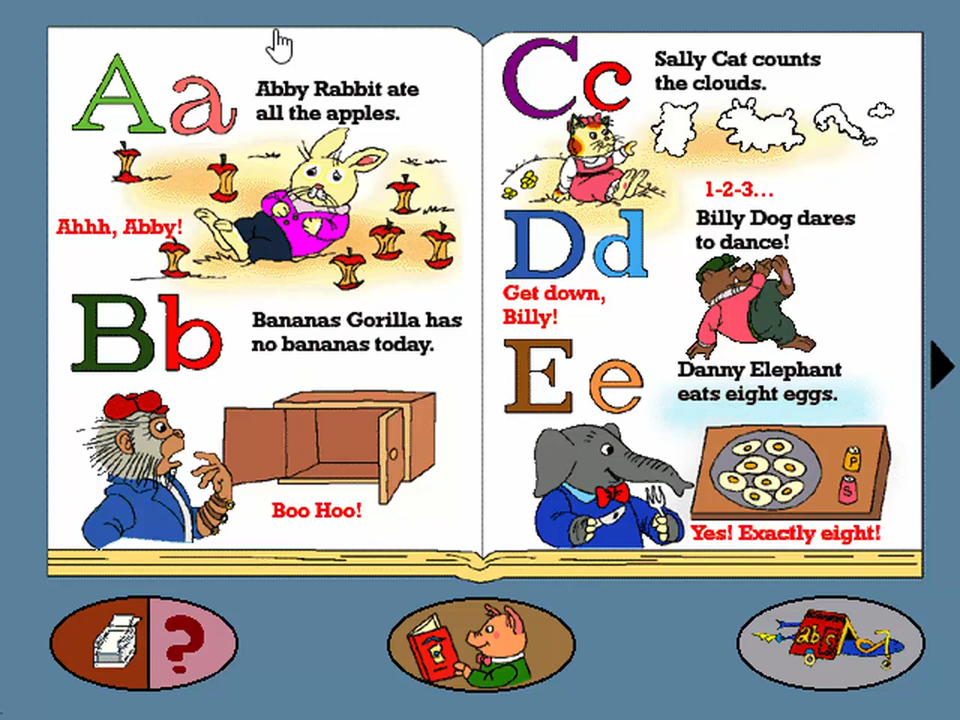 Aa
Abby Rabbit ate
all the apples.
Ahhh, Abby!
Bb
Bananas Gorilla has
no bananas today.
Boo Hoo!
Cc
Sally Cat counts
the clouds.
1-2-3...
Dd
Billy Dog dares
to dance!
Get down,
Billy!
Ee
Danny Elephant
eats eight eggs.
P
S
Yes! Exactly eight!
?
abc